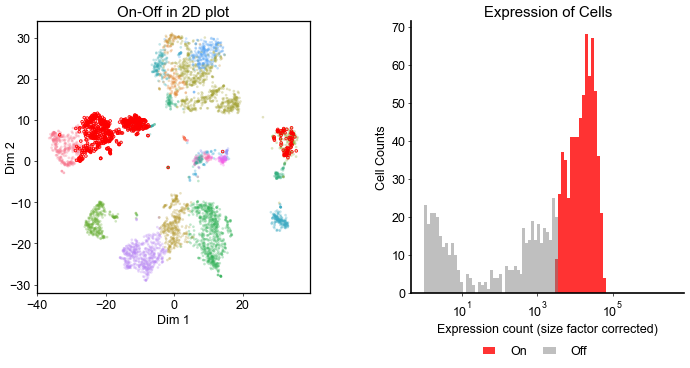 On-Off in 2D plot
Dim 2
30
20
10
0
−10
−20
−30
−40
−20
0
20
Dim 1
Expression of Cells
Cell Counts
70
60
50
40
30
20
10
0
10^1
10^3
10^5
Expression count (size factor corrected)
On
Off